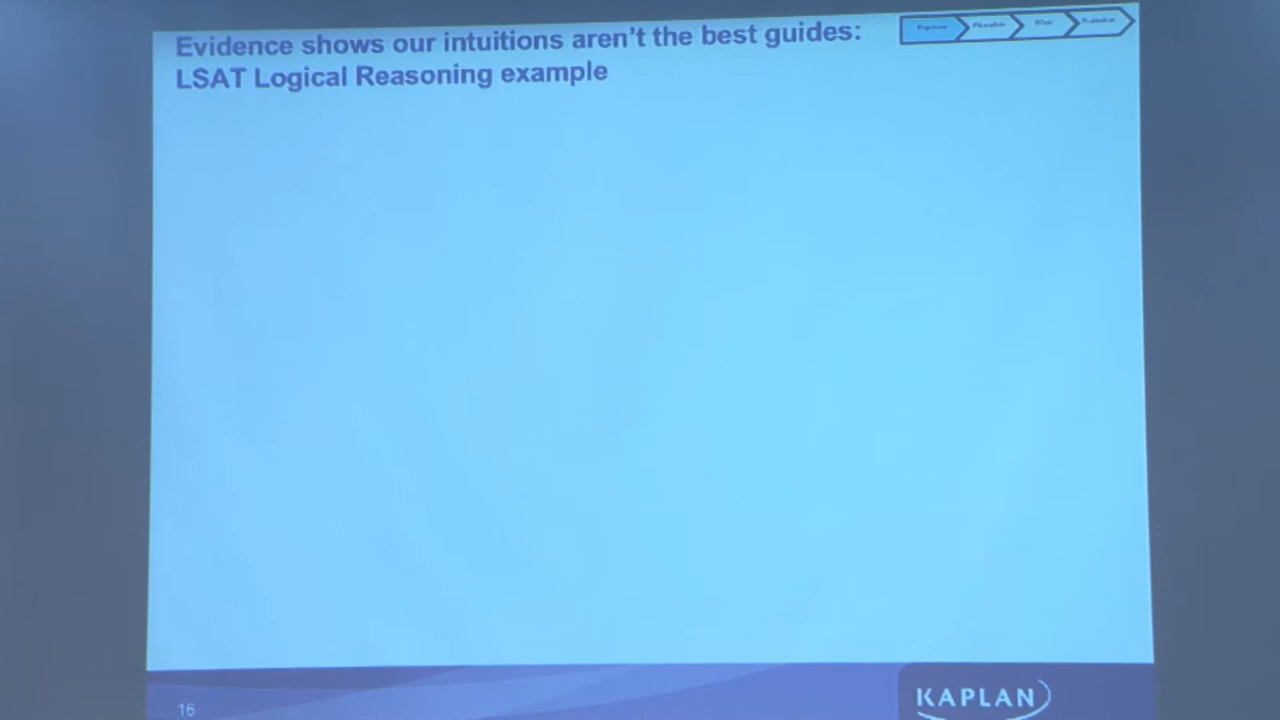 Evidence shows our intuitions aren't the best guides:
LSAT Logical Reasoning example
16
KAPLAN